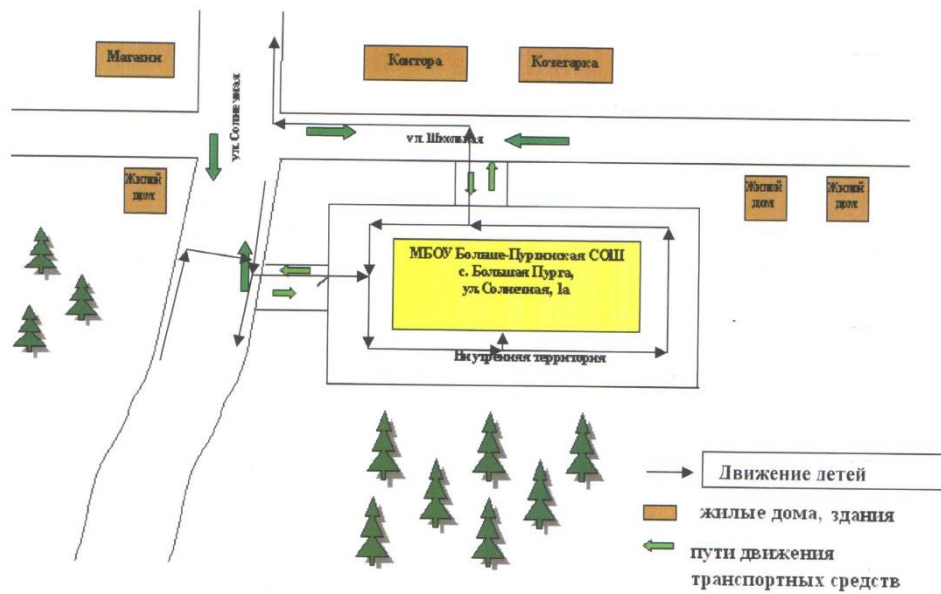 Магазин
Контора
Кочегарка
ул. Солнечная
ул. Школьная
Жилой
дом
Жилой
дом
Жилой
дом
МБОУ Больше-Пургинская СОШ
с. Большая Пурга,
ул. Солнечная, 1а
Внутренняя территория
Движение детей
жилые дома, здания
пути движения
транспортных средств